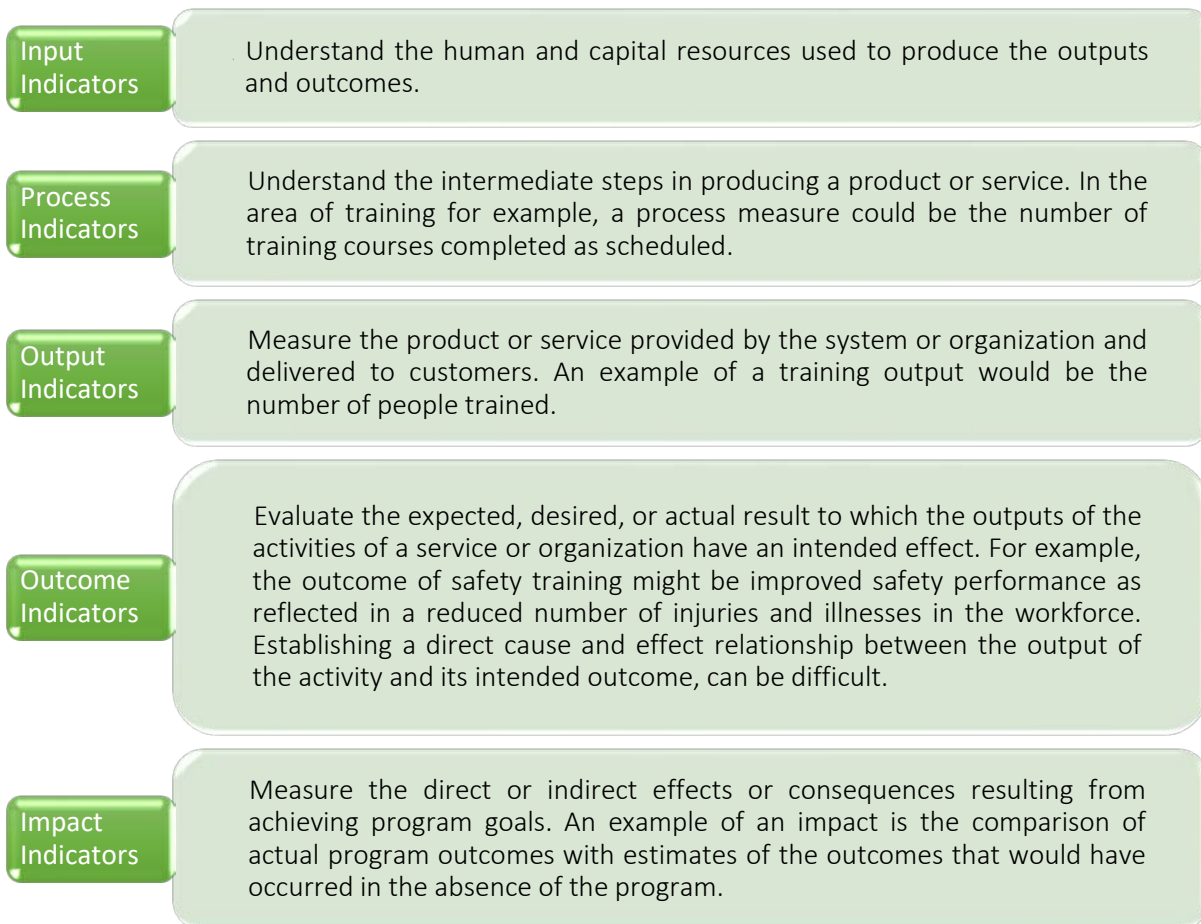 Input
Indicators
Understand the human and capital resources used to produce the outputs
and outcomes.
Process
Indicators
Understand the intermediate steps in producing a product or service. In the
area of training for example, a process measure could be the number of
training courses completed as scheduled.
Output
Indicators
Measure the product or service provided by the system or organization and
delivered to customers. An example of a training output would be the
number of people trained.
Outcome
Indicators
Evaluate the expected, desired, or actual result to which the outputs of the
activities of a service or organization have an intended effect. For example,
the outcome of safety training might be improved safety performance as
reflected in a reduced number of injuries and illnesses in the workforce.
Establishing a direct cause and effect relationship between the output of
the activity and its intended outcome, can be difficult.
Impact
Indicators
Measure the direct or indirect effects or consequences resulting from
achieving program goals. An example of an impact is the comparison of
actual program outcomes with estimates of the outcomes that would have
occurred in the absence of the program.